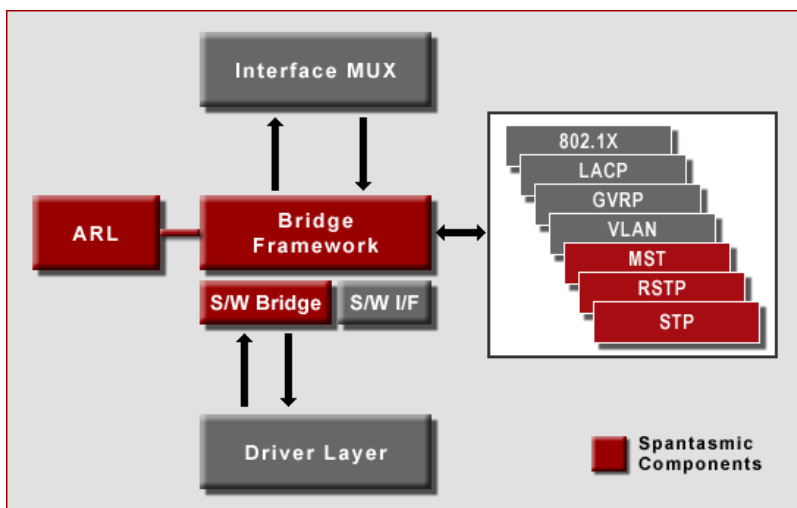 Interface MUX
ARL
Bridge
Framework
S/W Bridge
S/W I/F
Driver Layer
802.1X
LACP
GVRP
VLAN
MST
RSTP
STP
Spantasmic
Components